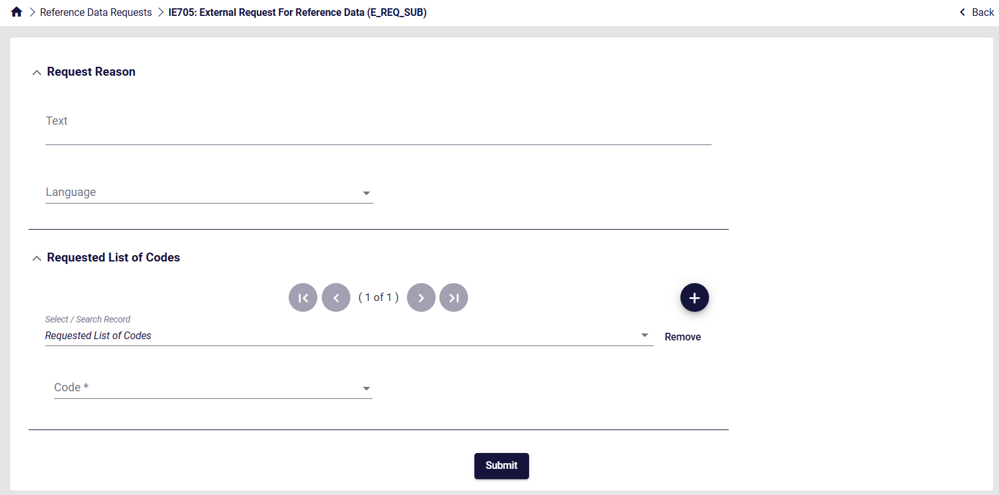 Reference Data Requests IE705: External Request For Reference Data (E_REQ_SUB) Back
Request Reason
Text
Language
Requested List of Codes
( 1 of 1 )
Select / Search Record
Requested List of Codes
Remove
Code *
Submit